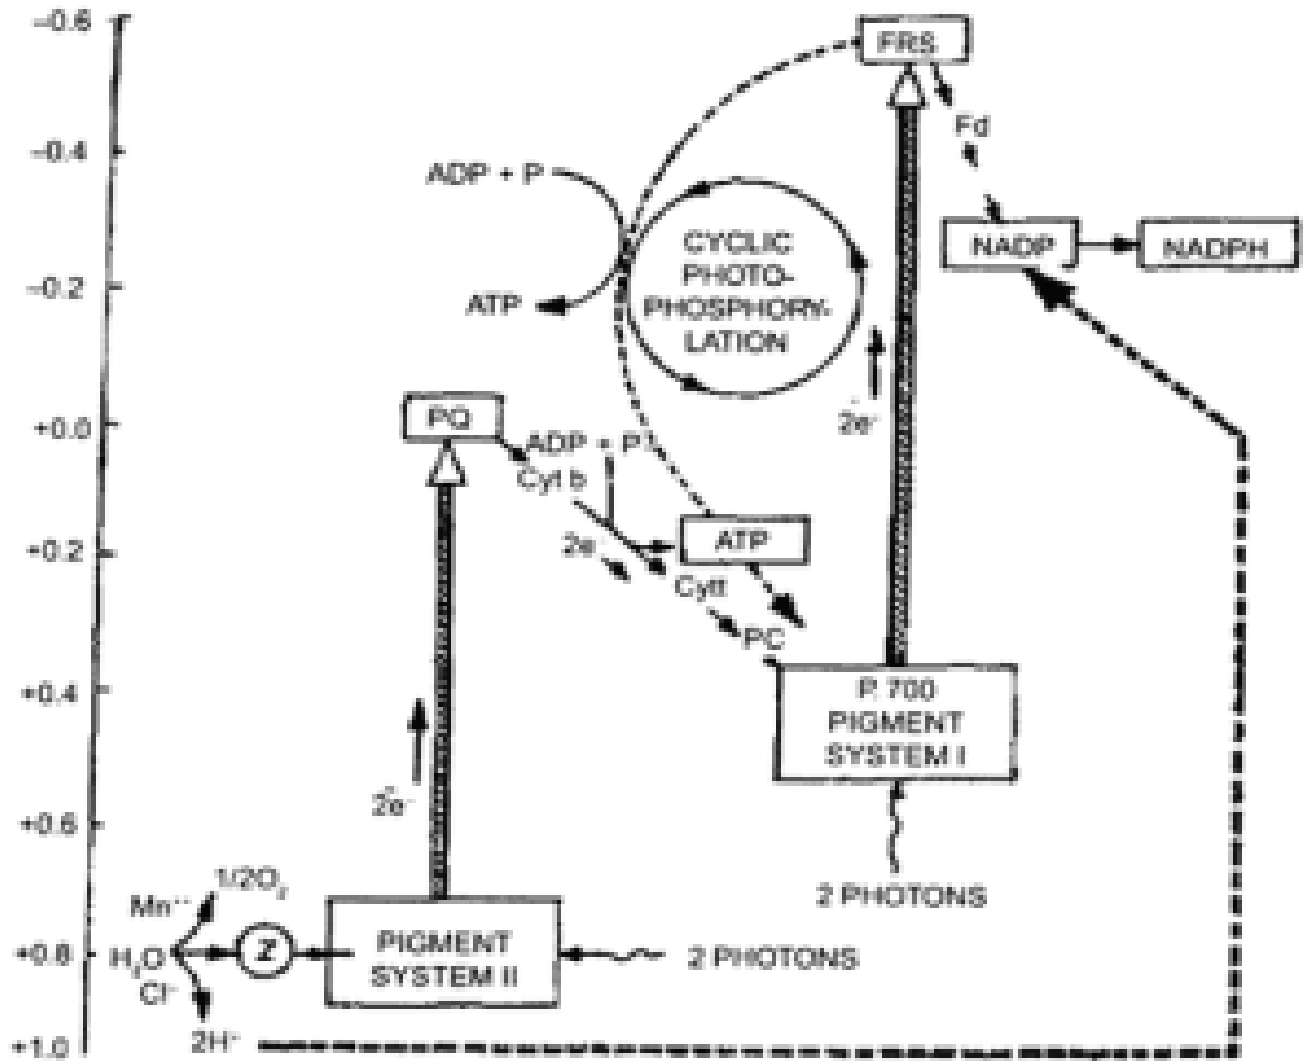 -0.6
-0.4
-0.2
+0.0
+0.2
+0.4
+0.6
+0.8
+1.0
FRS
Fd
NADP
NADPH
ADP + P
ATP
CYCLIC
PHOTO-
PHOSPHORY-
LATION
2e-
PQ
ADP + P
Cyt b
2e-
ATP
Cytt
PC
P. 700
PIGMENT
SYSTEM I
2 PHOTONS
2e-
Mn++
1/2O₂
H₂O
Z
Cl-
2H+
PIGMENT
SYSTEM II
2 PHOTONS